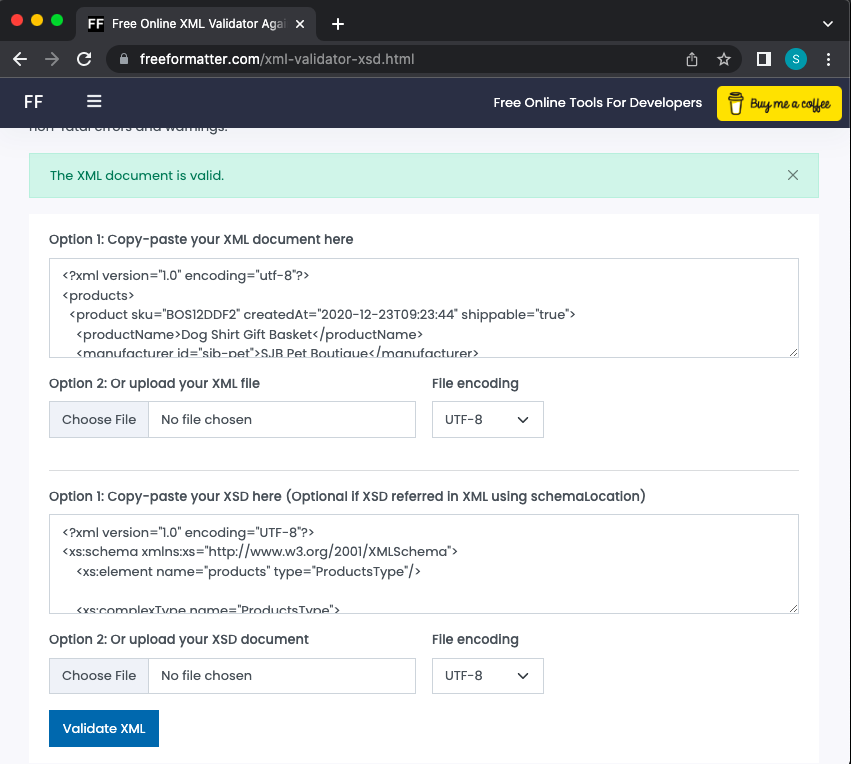 FF Free Online XML Validator Agai
freeformatter.com/xml-validator-xsd.html
S
FF
Free Online Tools For Developers
Buy me a coffee
non-fatal errors and warnings.
The XML document is valid.
Option 1: Copy-paste your XML document here
<?xml version="1.0" encoding="utf-8"?>
<products>
<product sku="BOS12DDF2" createdAt="2020-12-23T09:23:44" shippable="true">
<productName>Dog Shirt Gift Basket</productName>
<manufacturer id="sjb-pet">SJB Pet Boutique</manufacturer>
Option 2: Or upload your XML file
File encoding
Choose File
No file chosen
UTF-8
Option 1: Copy-paste your XSD here (Optional if XSD referred in XML using schemaLocation)
<?xml version="1.0" encoding="UTF-8"?>
<xs:schema xmlns:xs="http://www.w3.org/2001/XMLSchema">
<xs:element name="products" type="ProductsType"/>
<xs:complexType name="ProductsType">
Option 2: Or upload your XSD document
File encoding
Choose File
No file chosen
UTF-8
Validate XML